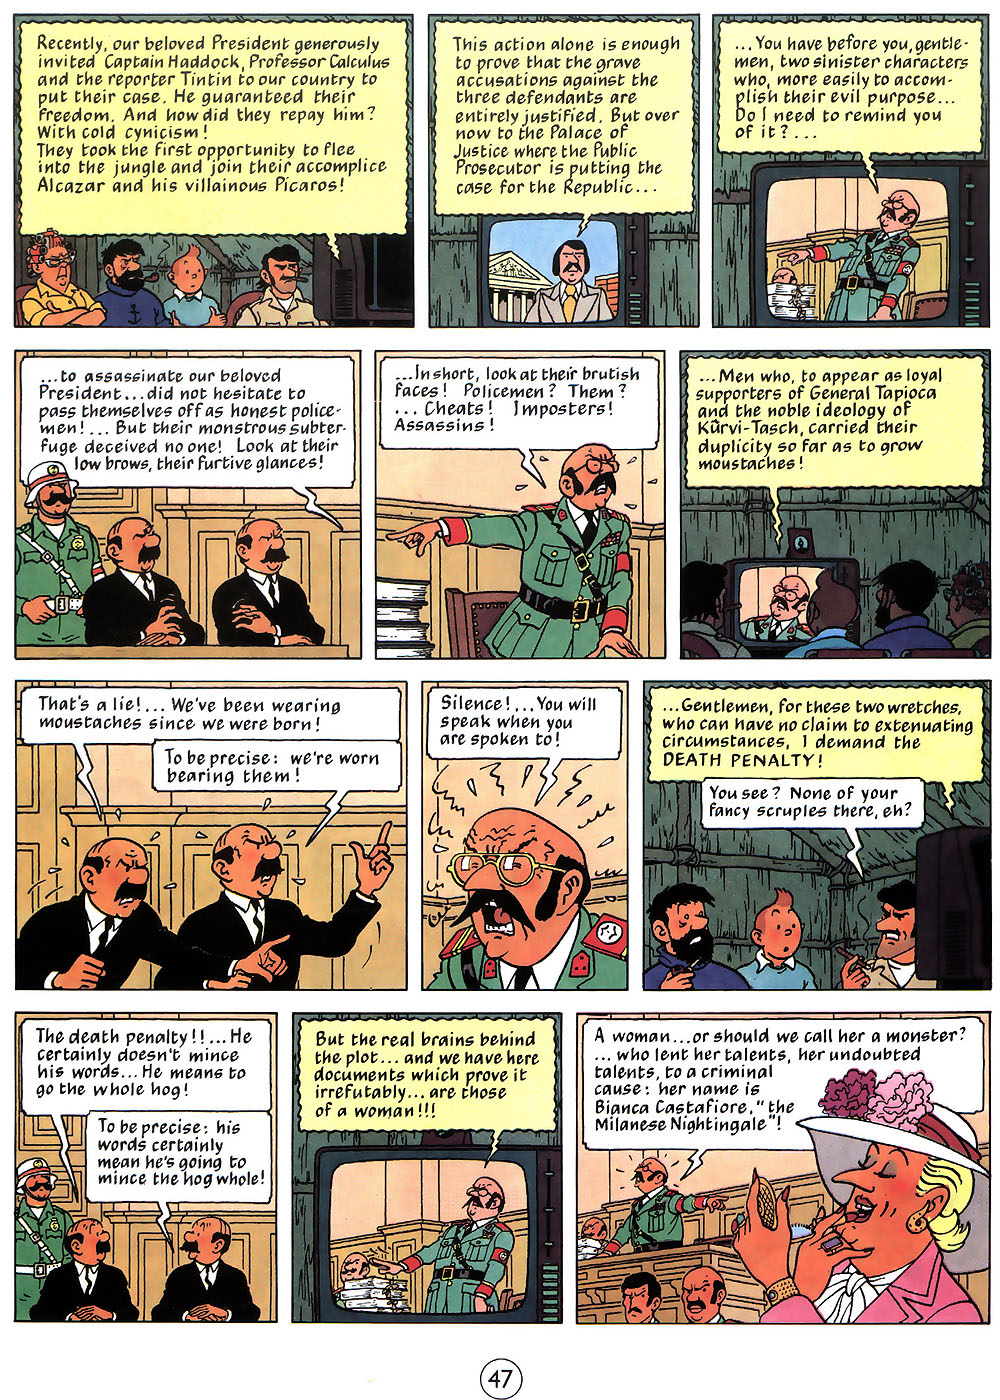 Recently, our beloved President generously
invited Captain Haddock, Professor Calculus
and the reporter Tintin to our country to
put their case. He guaranteed their
freedom. And how did they repay him?
With cold cynicism!
They took the first opportunity to flee
into the jungle and join their accomplice
Alcazar and his villainous Picaros!
This action alone is enough
to prove that the grave
accusations against the
three defendants are
entirely justified. But over
now to the Palace of
Justice where the Public
Prosecutor is putting the
case for the Republic...
...You have before you, gentle-
men, two sinister characters
who, more easily to accom-
plish their evil purpose...
Do I need to remind you
of it?...
...to assassinate our beloved
President...did not hesitate to
pass themselves off as honest police-
men!... But their monstrous subter-
fuge deceived no one! Look at their
low brows, their furtive glances!
...In short, look at their brutish
faces! Policemen? Them?
... Cheats! Imposters!
Assassins!
...Men who, to appear as loyal
supporters of General Tapioca
and the noble ideology of
Kûrvi-Tasch, carried their
duplicity so far as to grow
moustaches!
That's a lie!... We've been wearing
moustaches since we were born!
To be precise: we're worn
bearing them!
Silence!...You will
speak when you
are spoken to!
...Gentlemen, for these two wretches,
who can have no claim to extenuating
circumstances, I demand the
DEATH PENALTY!
You see? None of your
fancy scruples there, eh?
The death penalty!!... He
certainly doesn't mince
his words... He means to
go the whole hog!
To be precise: his
words certainly
mean he's going to
mince the hog whole!
But the real brains behind
the plot... and we have here
documents which prove it
irrefutably... are those
of a woman!!!
A woman...or should we call her a monster?
... who lent her talents, her undoubted
talents, to a criminal
cause: her name is
Bianca Castafiore, "the
Milanese Nightingale"!
47